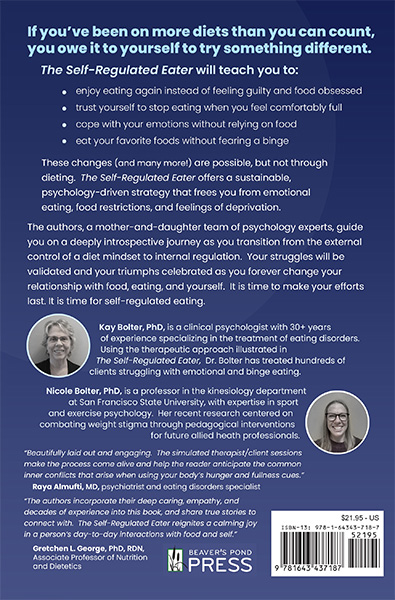 If you've been on more diets than you can count,
you owe it to yourself to try something different.
The Self-Regulated Eater will teach you to:
• enjoy eating again instead of feeling guilty and food obsessed
• trust yourself to stop eating when you feel comfortably full
• cope with your emotions without relying on food
• eat your favorite foods without fearing a binge
These changes (and many more!) are possible, but not through
dieting. The Self-Regulated Eater offers a sustainable,
psychology-driven strategy that frees you from emotional
eating, food restrictions, and feelings of deprivation.
The authors, a mother-and-daughter team of psychology experts, guide
you on a deeply introspective journey as you transition from the external
control of a diet mindset to internal regulation. Your struggles will be
validated and your triumphs celebrated as you forever change your
relationship with food, eating, and yourself. It is time to make your efforts
last. It is time for self-regulated eating.
Kay Bolter, PhD, is a clinical psychologist with 30+ years
of experience specializing in the treatment of eating disorders.
Using the therapeutic approach illustrated in
The Self-Regulated Eater, Dr. Bolter has treated hundreds of
clients struggling with emotional and binge eating.
Nicole Bolter, PhD, is a professor in the kinesiology department
at San Francisco State University, with expertise in sport
and exercise psychology. Her recent research centered on
combating weight stigma through pedagogical interventions
for future allied heath professionals.
"Beautifully laid out and engaging. The simulated therapist/client sessions
make the process come alive and help the reader anticipate the common
inner conflicts that arise when using your body's hunger and fullness cues."
Raya Almufti, MD, psychiatrist and eating disorders specialist
"The authors incorporate their deep caring, empathy, and
decades of experience into this book, and share true stories to
connect with. The Self-Regulated Eater reignites a calming joy
in a person's day-to-day interactions with food and self."
Gretchen L. George, PhD, RDN,
Associate Professor of Nutrition
and Dietetics
BEAVER'S POND
PRESS
$21.95 - US
ISBN-13: 978-1-64343-718-7
52195
9 781643 437187